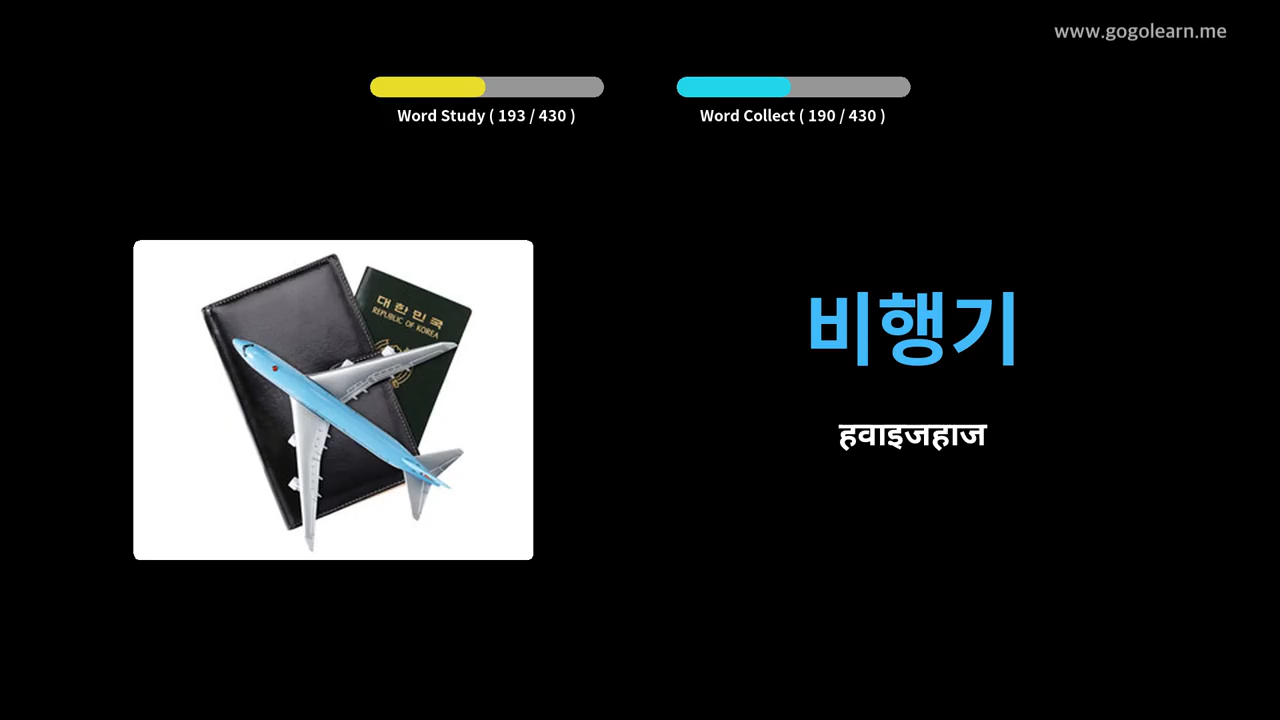 www.gogolearn.me
Word Study ( 193 / 430 )
Word Collect ( 190 / 430 )
대한민국
REPUBLIC OF KOREA
비행기
हवाइजहाज